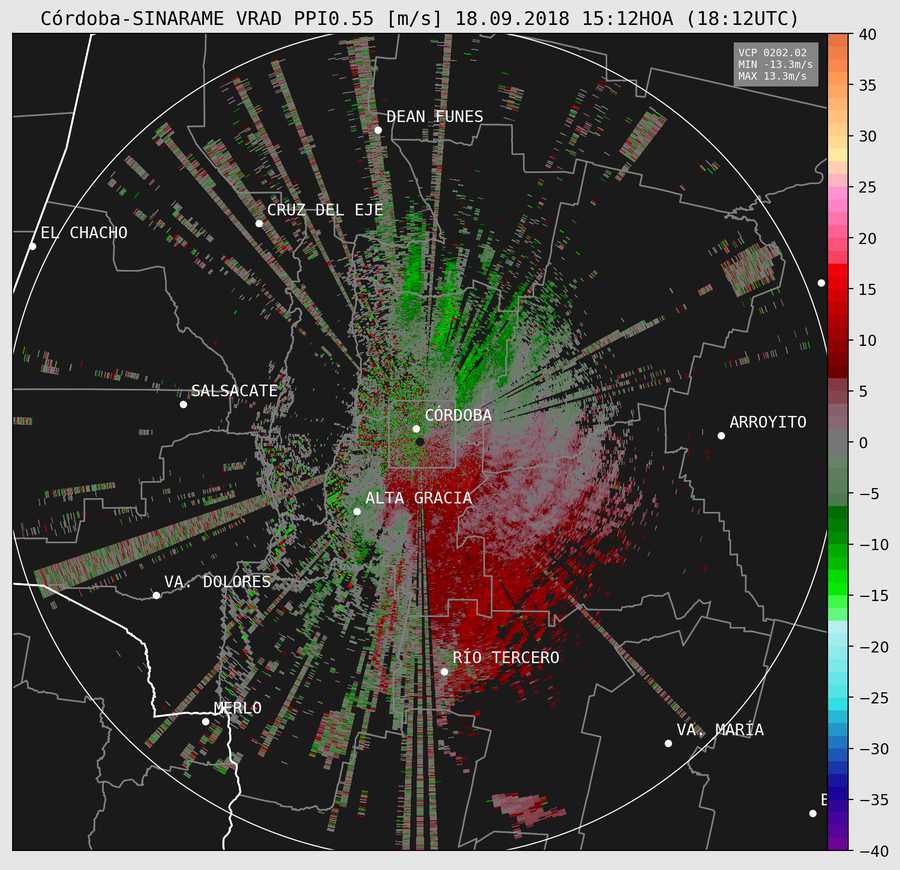 Córdoba-SINARAME VRAD PPI0.55 [m/s] 18.09.2018 15:12HOA (18:12UTC)
VCP 0202.02
MIN -13.3m/s
MAX 13.3m/s
DEAN FUNES
CRUZ DEL EJE
EL CHACHO
SALSACATE
CÓRDOBA
ARROYITO
ALTA GRACIA
VA. DOLORES
RÍO TERCERO
MERLO
VA. MARÍA
40
35
30
25
20
15
10
5
0
−5
−10
−15
−20
−25
−30
−35
−40